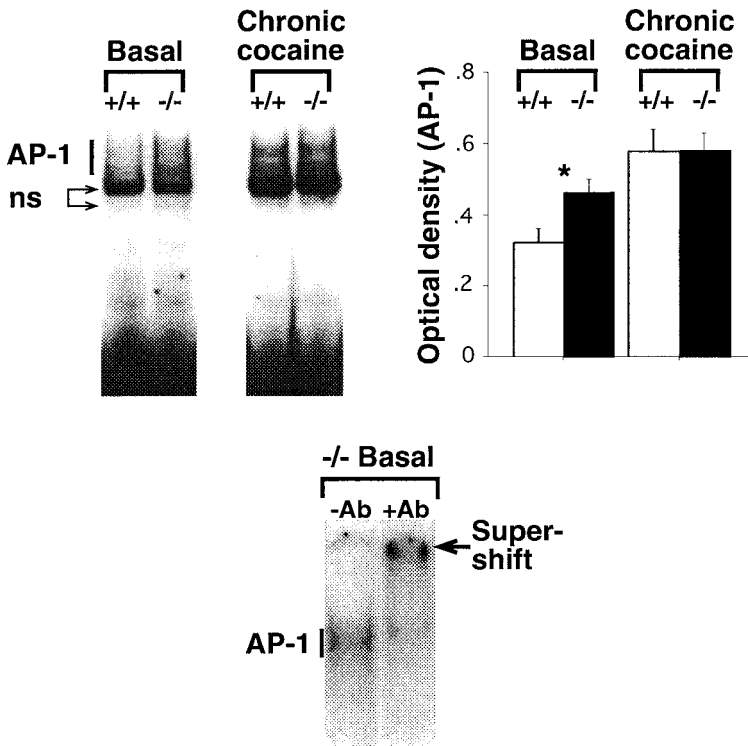 Basal
Chronic
cocaine
+/+ -/- +/+ -/-
AP-1
ns
Optical density (AP-1)
.8
.6
.4
.2
0
Basal
Chronic
cocaine
+/+ -/- +/+ -/-
*
-/- Basal
-Ab +Ab
Super-
shift
AP-1